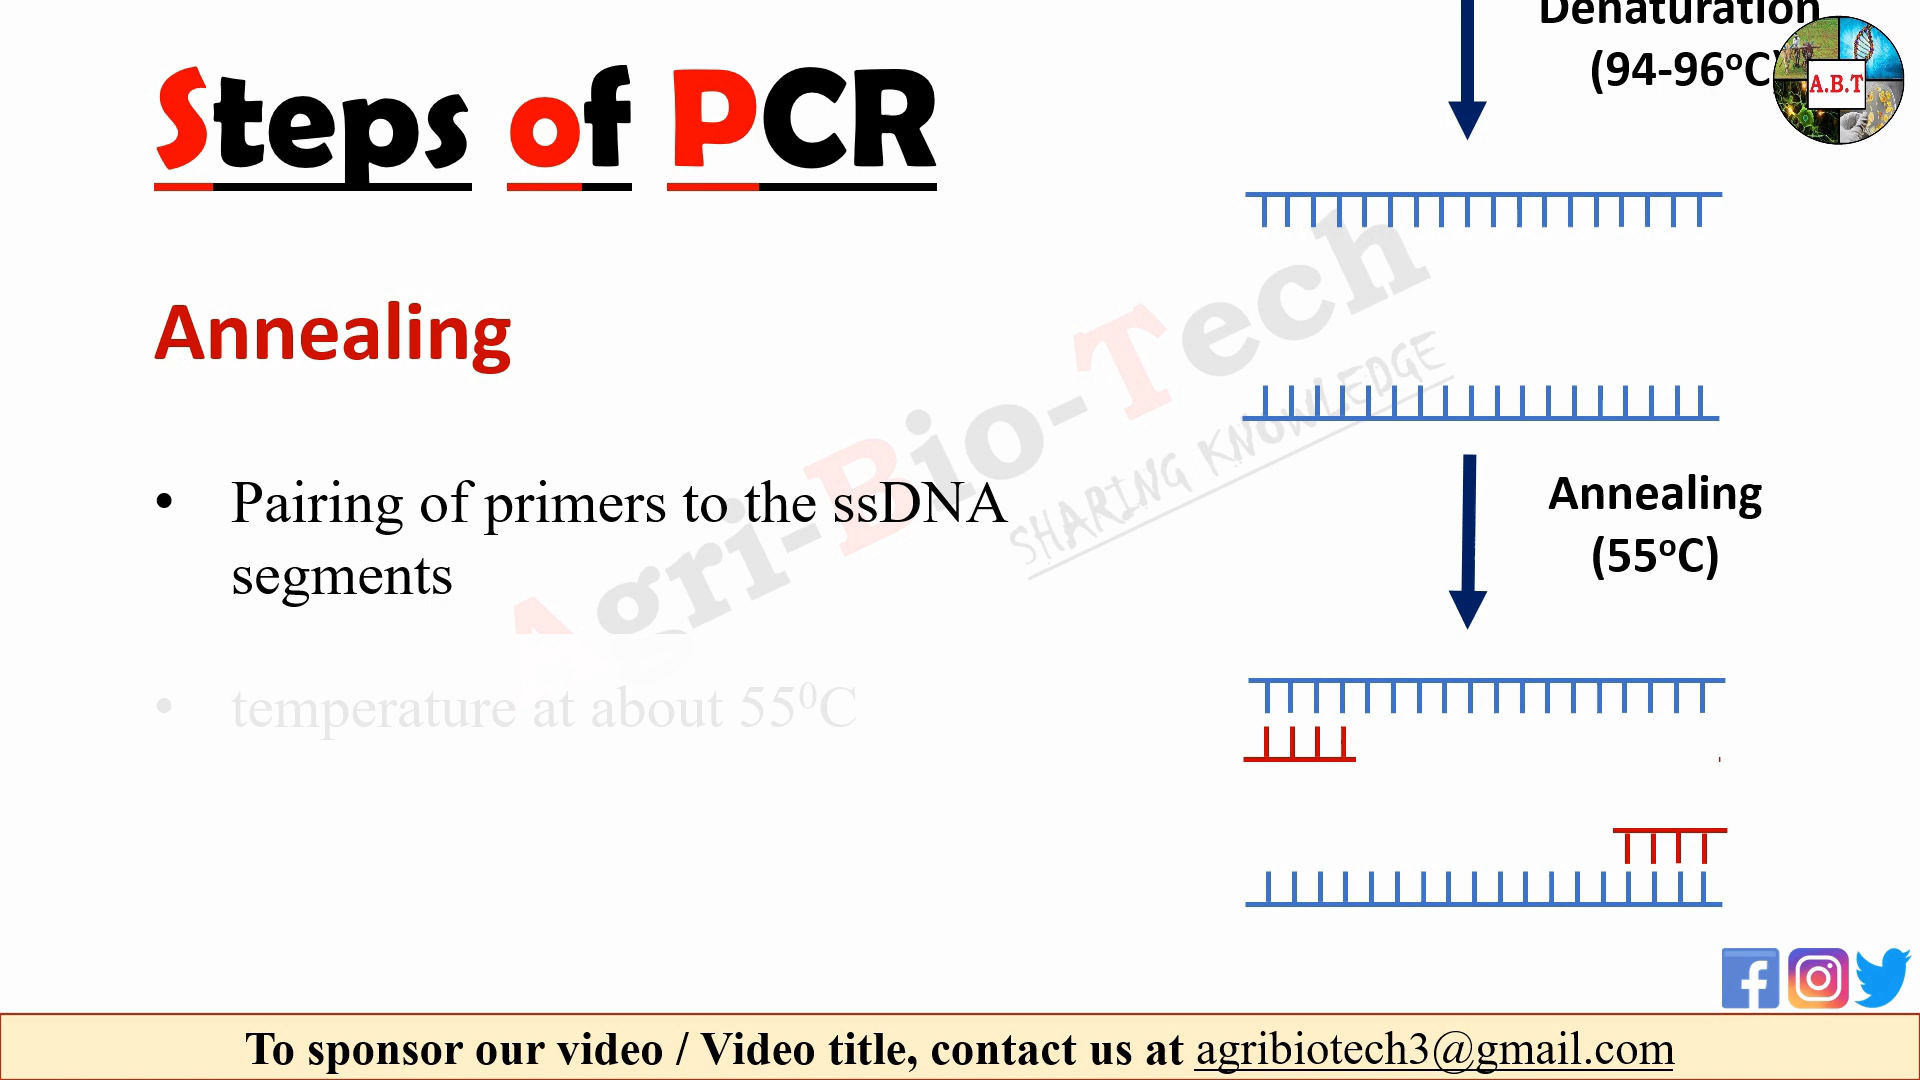 Denaturation
(94-96°C)
A.B.T
Steps of PCR
Annealing
• Pairing of primers to the ssDNA
segments
• temperature at about 55⁰C
Annealing
(55°C)
Agri-Bio-Tech
SHARING KNOWLEDGE
To sponsor our video / Video title, contact us at agribiotech3@gmail.com